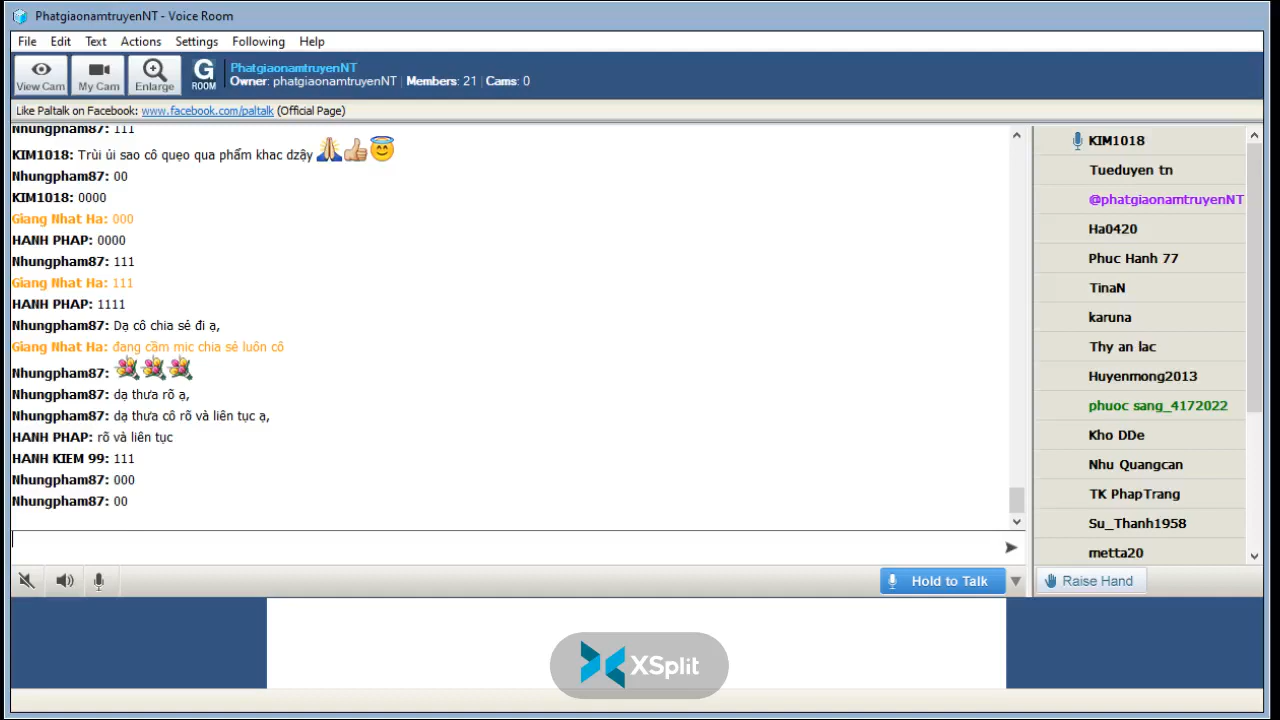 PhatgiaonamtruyenNT - Voice Room
File Edit Text Actions Settings Following Help
View Cam
My Cam
Enlarge
G
ROOM
PhatgiaonamtruyenNT
Owner: phatgiaonamtruyenNT | Members: 21 | Cams: 0
Like Paltalk on Facebook: www.facebook.com/paltalk (Official Page)
Nhungpham87: 111
KIM1018: Trùi úi sao cô quẹo qua phẩm khac dzậy
Nhungpham87: 00
KIM1018: 0000
Giang Nhat Ha: 000
HANH PHAP: 0000
Nhungpham87: 111
Giang Nhat Ha: 111
HANH PHAP: 1111
Nhungpham87: Dạ cô chia sẻ đi ạ,
Giang Nhat Ha: đang cầm mic chia sẻ luôn cô
Nhungpham87:
Nhungpham87: dạ thưa rõ ạ,
Nhungpham87: dạ thưa cô rõ và liên tục ạ,
HANH PHAP: rõ và liên tục
HANH KIEM 99: 111
Nhungpham87: 000
Nhungpham87: 00
Hold to Talk
KIM1018
Tueduyen tn
@phatgiaonamtruyenNT
Ha0420
Phuc Hanh 77
TinaN
karuna
Thy an lac
Huyenmong2013
phuoc sang_4172022
Kho DDe
Nhu Quangcan
TK PhapTrang
Su_Thanh1958
metta20
Raise Hand
XSplit